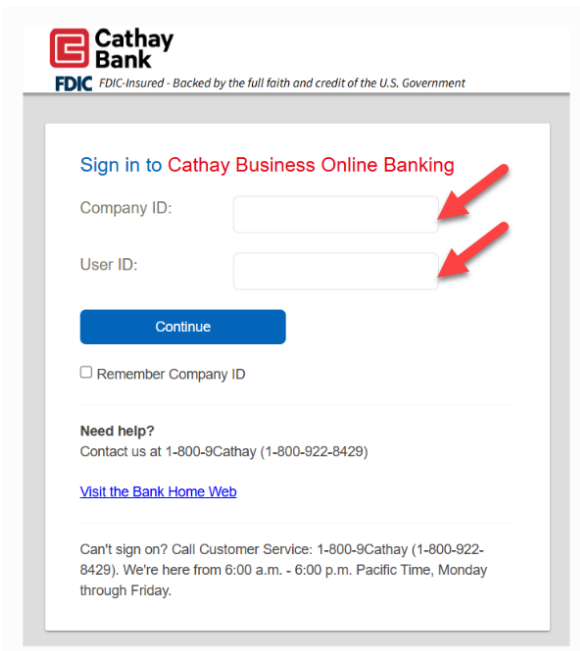 Cathay
Bank
FDIC FDIC-Insured - Backed by the full faith and credit of the U.S. Government
Sign in to Cathay Business Online Banking
Company ID:
User ID:
Continue
Remember Company ID
Need help?
Contact us at 1-800-9Cathay (1-800-922-8429)
Visit the Bank Home Web
Can't sign on? Call Customer Service: 1-800-9Cathay (1-800-922-
8429). We're here from 6:00 a.m. - 6:00 p.m. Pacific Time, Monday
through Friday.